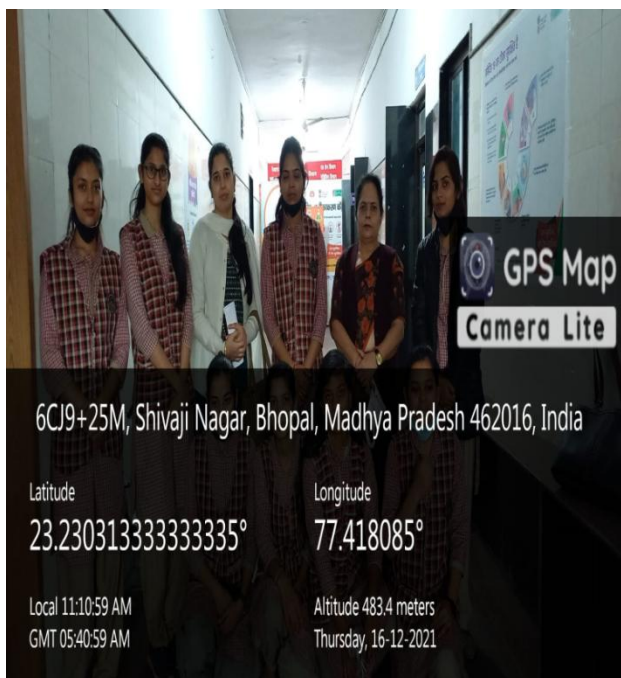 GPS Map
Camera Lite
6CJ9+25M, Shivaji Nagar, Bhopal, Madhya Pradesh 462016, India
Latitude
23.230313333333335°
Longitude
77.418085°
Local 11:10:59 AM
GMT 05:40:59 AM
Altitude 483.4 meters
Thursday, 16-12-2021